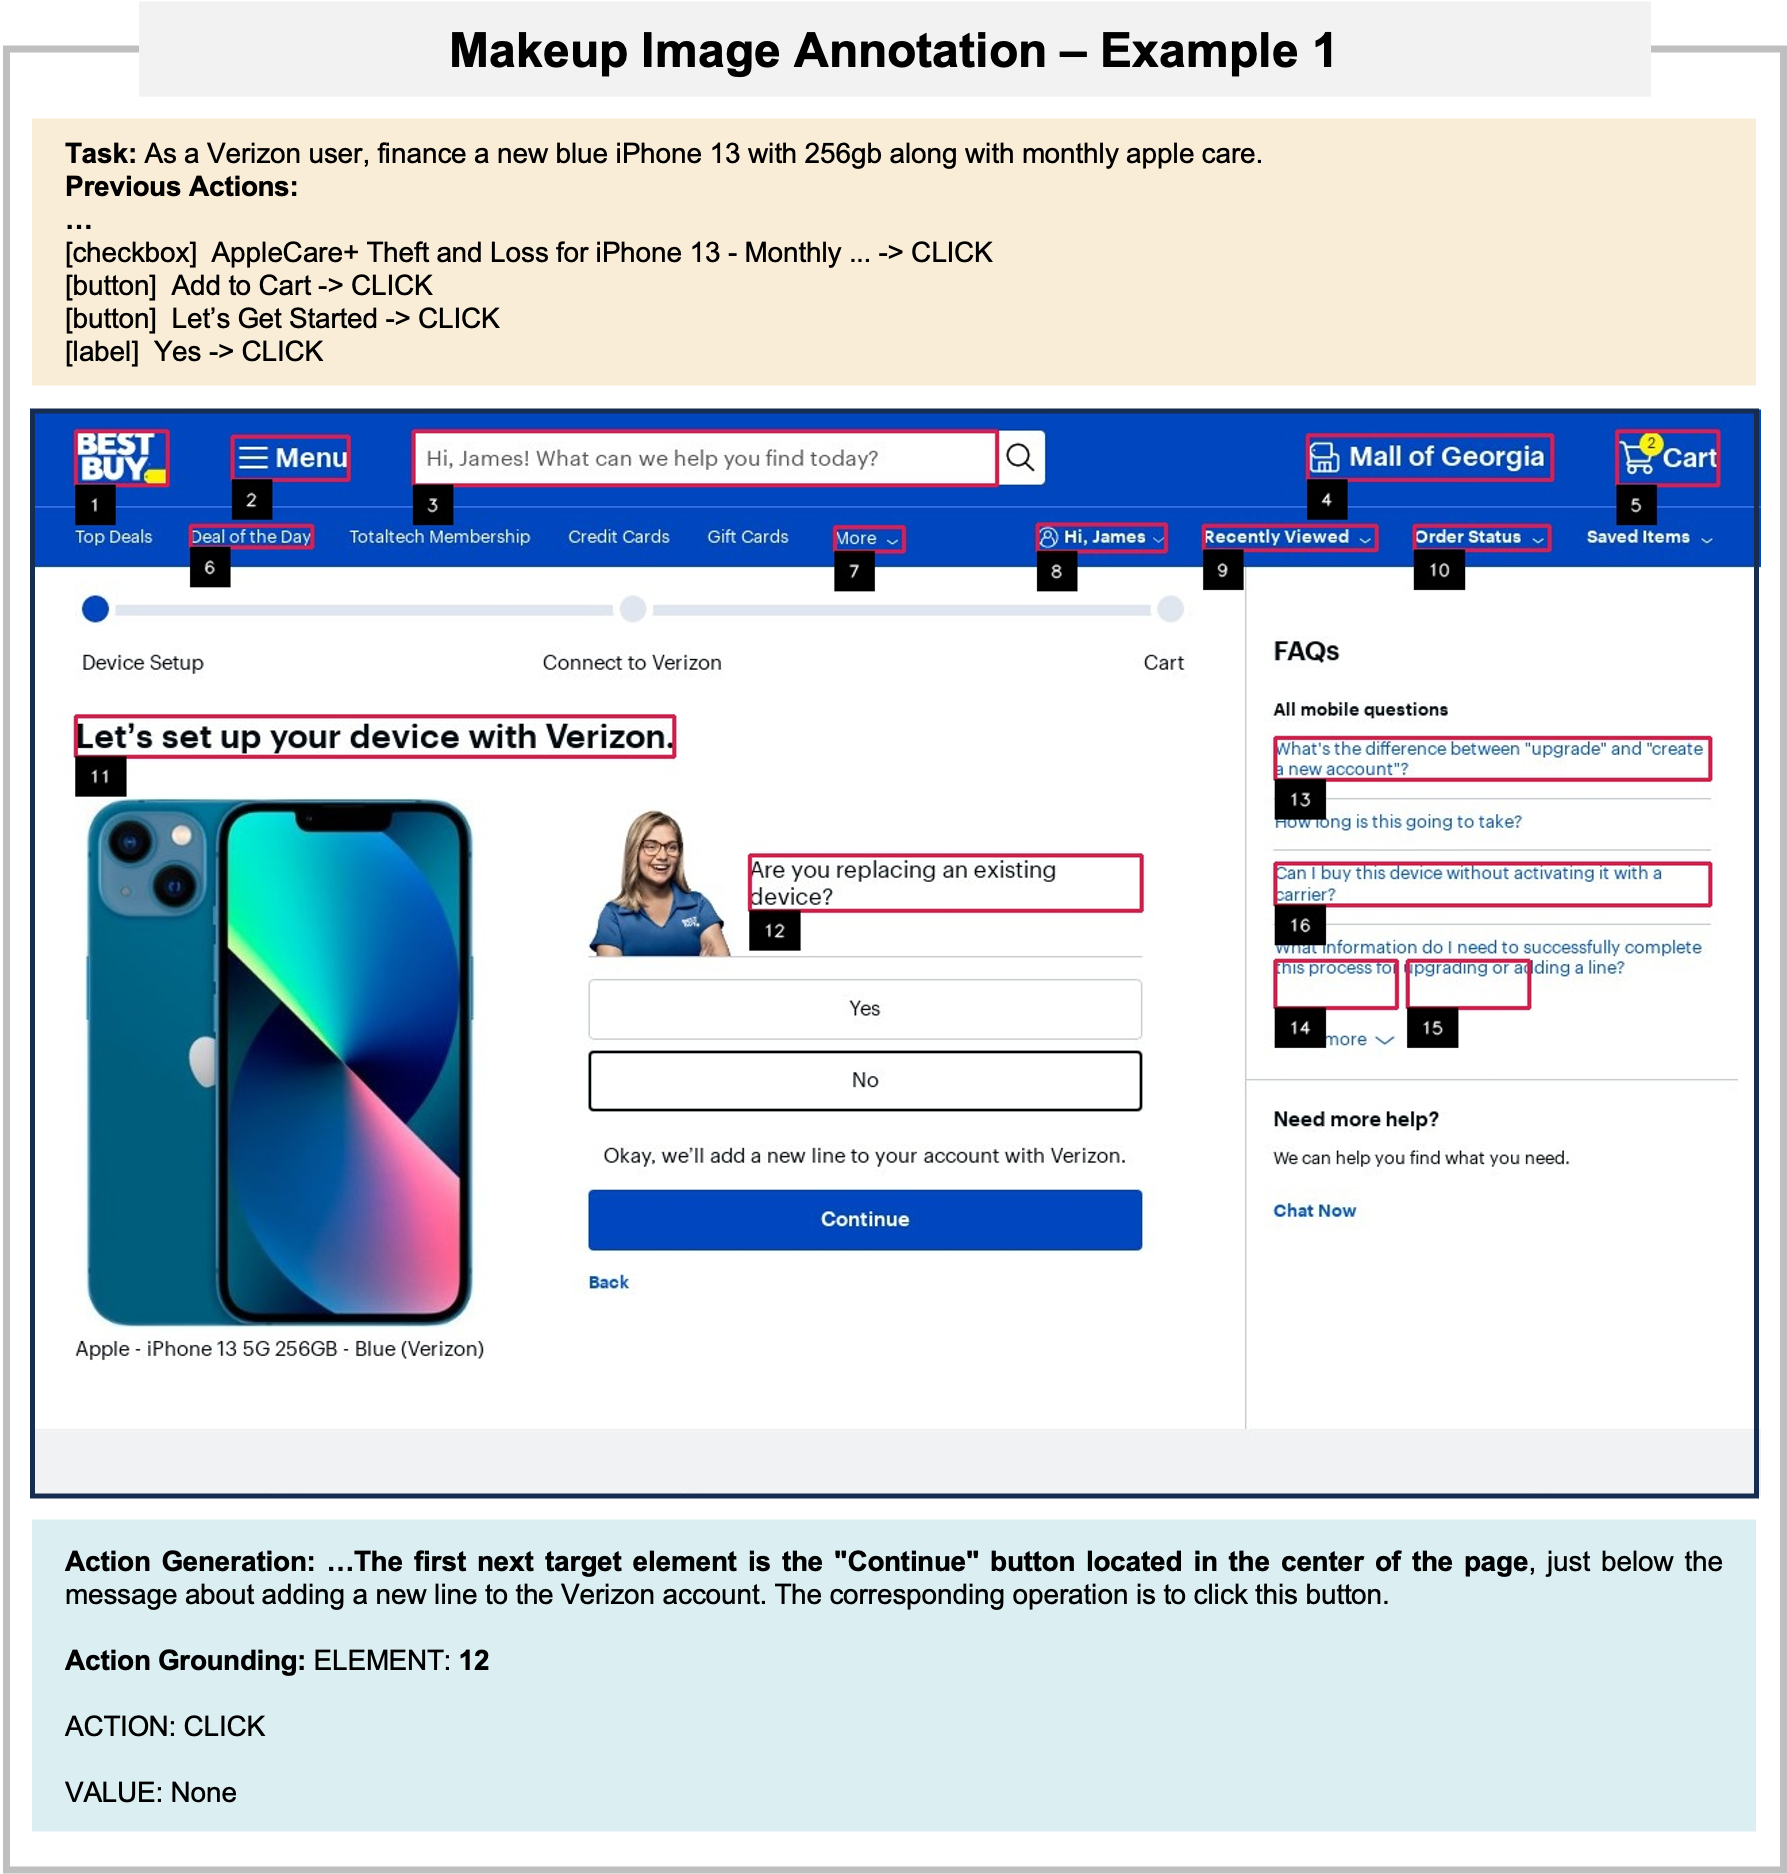 Makeup Image Annotation – Example 1
Task: As a Verizon user, finance a new blue iPhone 13 with 256gb along with monthly apple care.
Previous Actions:
...
[checkbox] AppleCare+ Theft and Loss for iPhone 13 - Monthly ... -> CLICK
[button] Add to Cart -> CLICK
[button] Let's Get Started -> CLICK
[label] Yes -> CLICK
BEST BUY
Menu
Hi, James! What can we help you find today?
Mall of Georgia
2
Cart
1
2
3
4
5
Top Deals
Deal of the Day
Totaltech Membership
Credit Cards
Gift Cards
More
Hi, James
Recently Viewed
Order Status
Saved Items
6
7
8
9
10
Device Setup
Connect to Verizon
Cart
Let's set up your device with Verizon.
11
Are you replacing an existing
device?
12
Yes
No
Okay, we'll add a new line to your account with Verizon.
Continue
Back
Apple - iPhone 13 5G 256GB - Blue (Verizon)
FAQs
All mobile questions
What's the difference between "upgrade" and "create
a new account"?
13
How long is this going to take?
Can I buy this device without activating it with a
carrier?
16
What information do I need to successfully complete
this process for upgrading or adding a line?
14
15
more
Need more help?
We can help you find what you need.
Chat Now
Action Generation: ...The first next target element is the "Continue" button located in the center of the page, just below the
message about adding a new line to the Verizon account. The corresponding operation is to click this button.
Action Grounding: ELEMENT: 12
ACTION: CLICK
VALUE: None